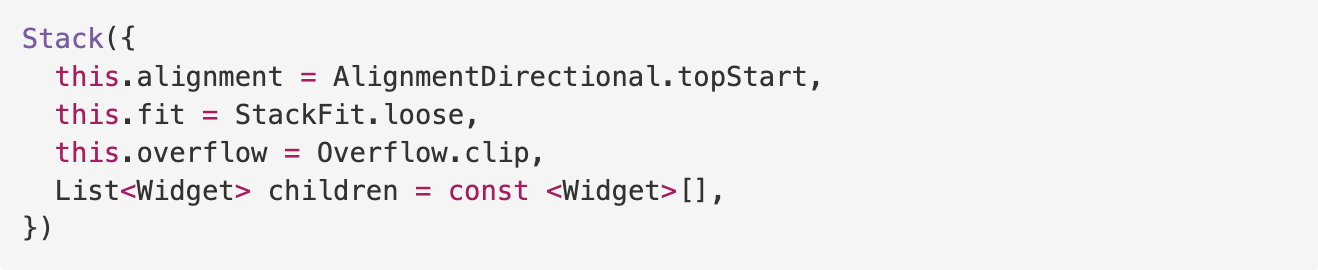 Stack({
  this.alignment = AlignmentDirectional.topStart,
  this.fit = StackFit.loose,
  this.overflow = Overflow.clip,
  List<Widget> children = const <Widget>[],
})